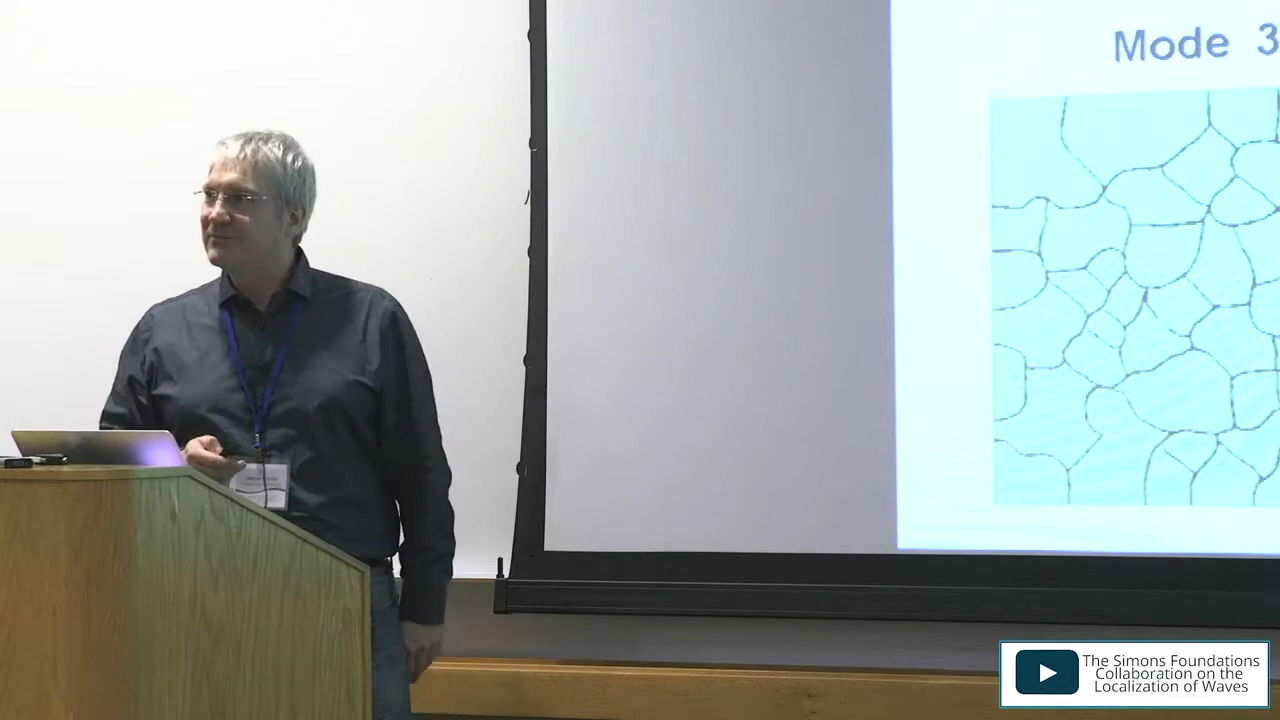 Mode 3
The Simons Foundations
Collaboration on the
Localization of Waves